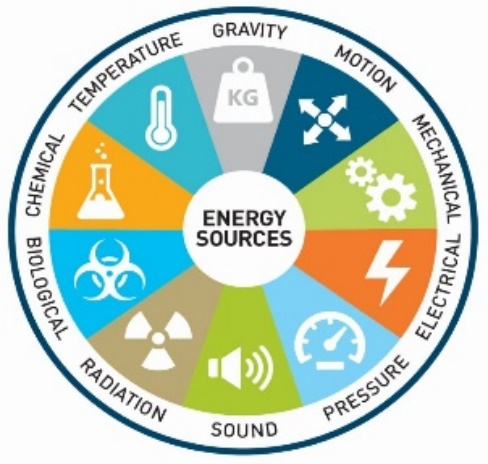 GRAVITY
MOTION
MECHANICAL
ELECTRICAL
PRESSURE
SOUND
RADIATION
BIOLOGICAL
CHEMICAL
TEMPERATURE
KG
ENERGY
SOURCES